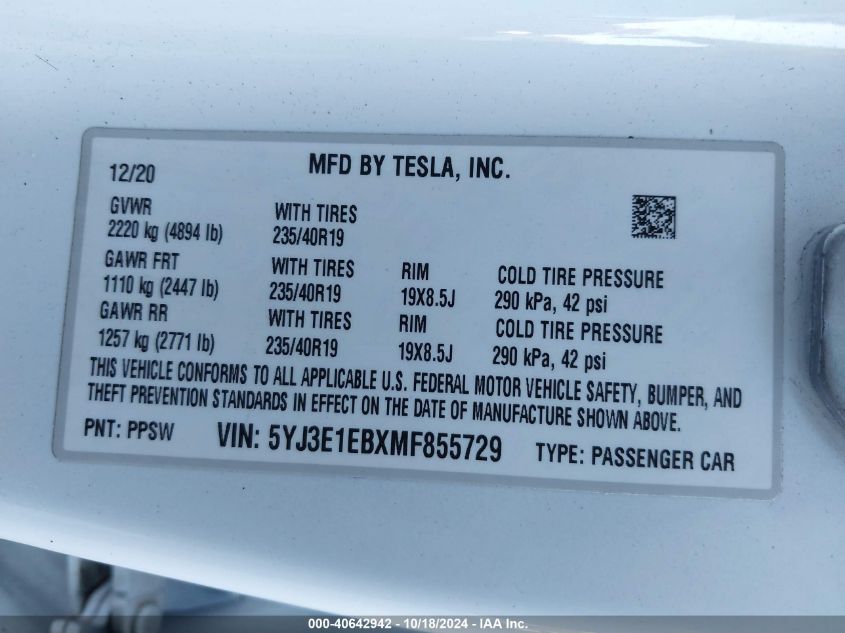 12/20
MFD BY TESLA, INC.
GVWR
2220 kg (4894 lb)
WITH TIRES
235/40R19
GAWR FRT
1110 kg (2447 lb)
WITH TIRES
235/40R19
RIM
19X8.5J
COLD TIRE PRESSURE
290 kPa, 42 psi
GAWR RR
1257 kg (2771 lb)
WITH TIRES
235/40R19
RIM
19X8.5J
COLD TIRE PRESSURE
290 kPa, 42 psi
THIS VEHICLE CONFORMS TO ALL APPLICABLE U.S. FEDERAL MOTOR VEHICLE SAFETY, BUMPER, AND
THEFT PREVENTION STANDARDS IN EFFECT ON THE DATE OF MANUFACTURE SHOWN ABOVE.
PNT: PPSW
VIN: 5YJ3E1EBXMF855729
TYPE: PASSENGER CAR
000-40642942 - 10/18/2024 - IAA Inc.